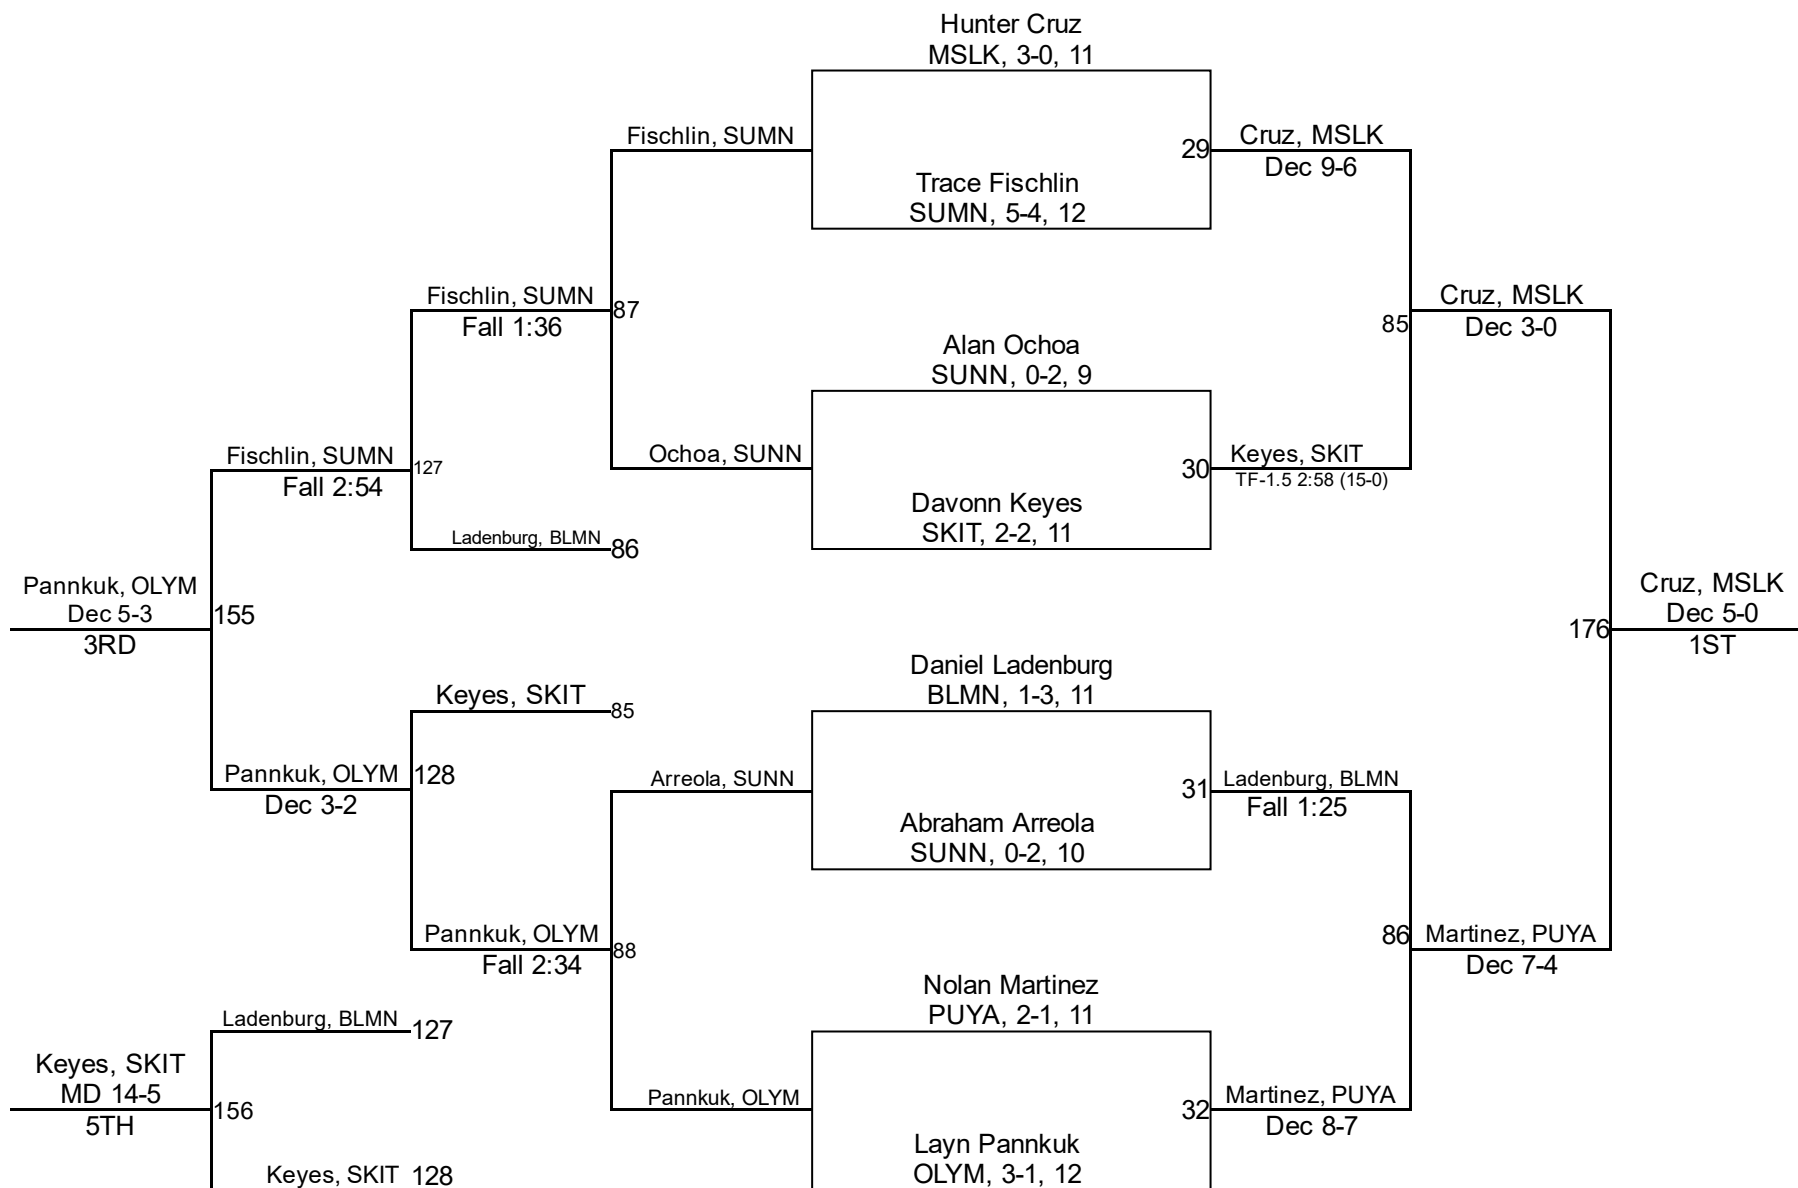 Hunter Cruz
MSLK, 3-0, 11
Fischlin, SUMN
29
Cruz, MSLK
Dec 9-6
Trace Fischlin
SUMN, 5-4, 12
Fischlin, SUMN
Fall 1:36
87
Cruz, MSLK
Dec 3-0
85
Alan Ochoa
SUNN, 0-2, 9
Fischlin, SUMN
Fall 2:54
127
Ochoa, SUNN
30
Keyes, SKIT
TF-1.5 2:58 (15-0)
Davonn Keyes
SKIT, 2-2, 11
Ladenburg, BLMN
86
Pannkuk, OLYM
Dec 5-3
3RD
155
176
Cruz, MSLK
Dec 5-0
1ST
Daniel Ladenburg
BLMN, 1-3, 11
Keyes, SKIT
85
Pannkuk, OLYM
Dec 3-2
128
Arreola, SUNN
31
Ladenburg, BLMN
Fall 1:25
Abraham Arreola
SUNN, 0-2, 10
Pannkuk, OLYM
Fall 2:34
88
86
Martinez, PUYA
Dec 7-4
Nolan Martinez
PUYA, 2-1, 11
Ladenburg, BLMN
127
Keyes, SKIT
MD 14-5
5TH
156
Pannkuk, OLYM
32
Martinez, PUYA
Dec 8-7
Layn Pannkuk
OLYM, 3-1, 12
Keyes, SKIT
128